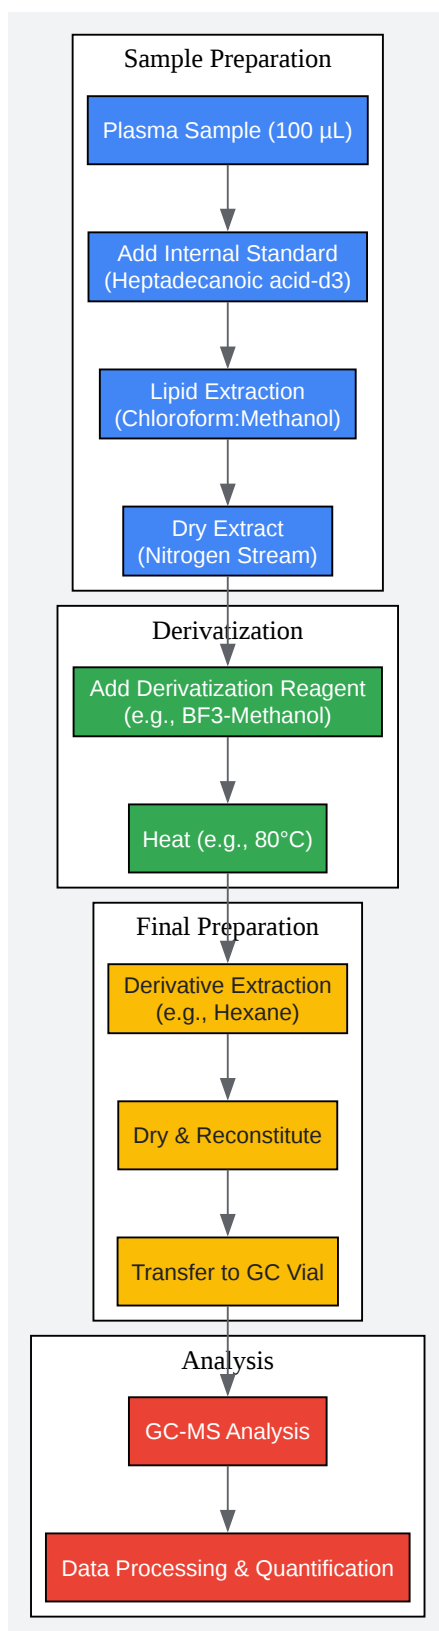 Sample Preparation
Plasma Sample (100 µL)
Add Internal Standard
(Heptadecanoic acid-d3)
Lipid Extraction
(Chloroform:Methanol)
Dry Extract
(Nitrogen Stream)
Derivatization
Add Derivatization Reagent
(e.g., BF3-Methanol)
Heat (e.g., 80°C)
Final Preparation
Derivative Extraction
(e.g., Hexane)
Dry & Reconstitute
Transfer to GC Vial
Analysis
GC-MS Analysis
Data Processing & Quantification